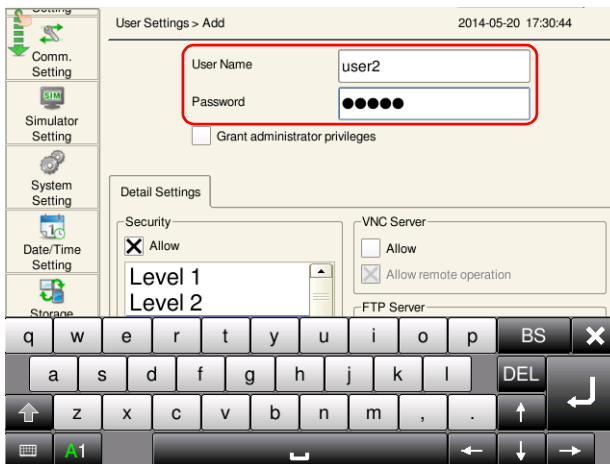 Setting
User Settings > Add
2014-05-20 17:30:44
Comm.
Setting
User Name
user2
Password
●●●●●
Grant administrator privileges
SIM
Simulator
Setting
System
Setting
Detail Settings
Security
VNC Server
Allow
Allow
Allow remote operation
Level 1
Level 2
FTP Server
Date/Time
Setting
Storage
q w e r t y u i o p BS
a s d f g h j k l DEL
z x c v b n m , .
A1